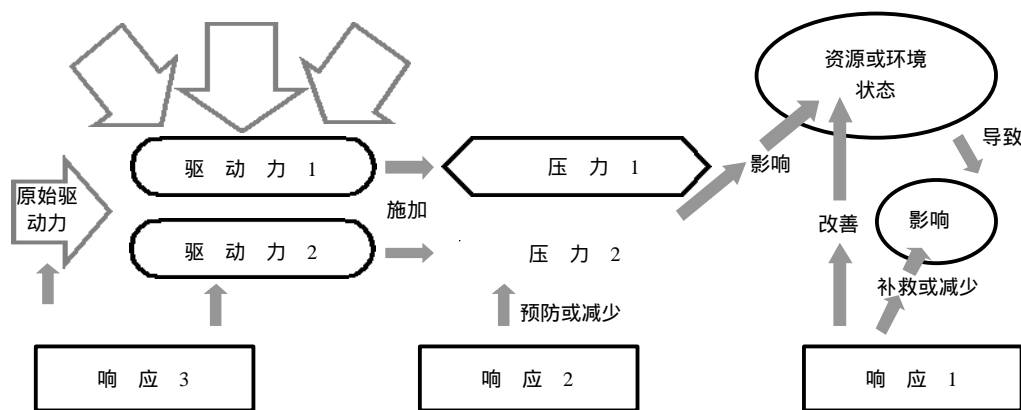 资源或环境
状态
导致
驱 动 力 1
压 力 1
影响
原始驱
动力
施加
影响
驱 动 力 2
压 力 2
改善
预防或减少
补救或减少
响 应 3
响 应 2
响 应 1